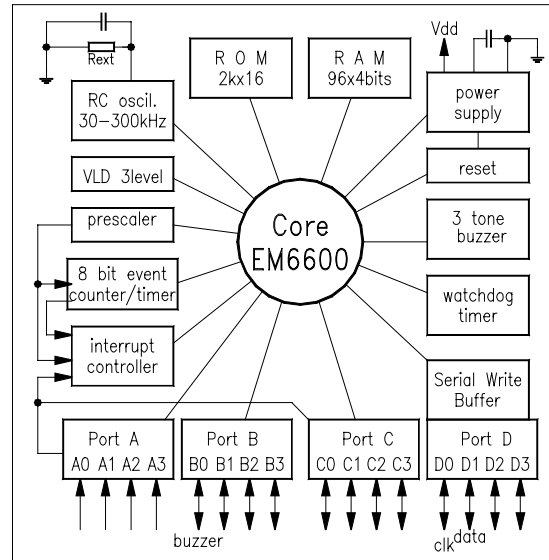 Rext
RC oscil.
30-300kHz
R O M
2kx16
R A M
96x4bits
Vdd
power
supply
VLD 3level
reset
prescaler
Core
EM6600
3 tone
buzzer
8 bit event
counter/timer
watchdog
timer
interrupt
controller
Serial Write
Buffer
Port A
A0 A1 A2 A3
Port B
B0 B1 B2 B3
Port C
C0 C1 C2 C3
Port D
D0 D1 D2 D3
buzzer
clk
data